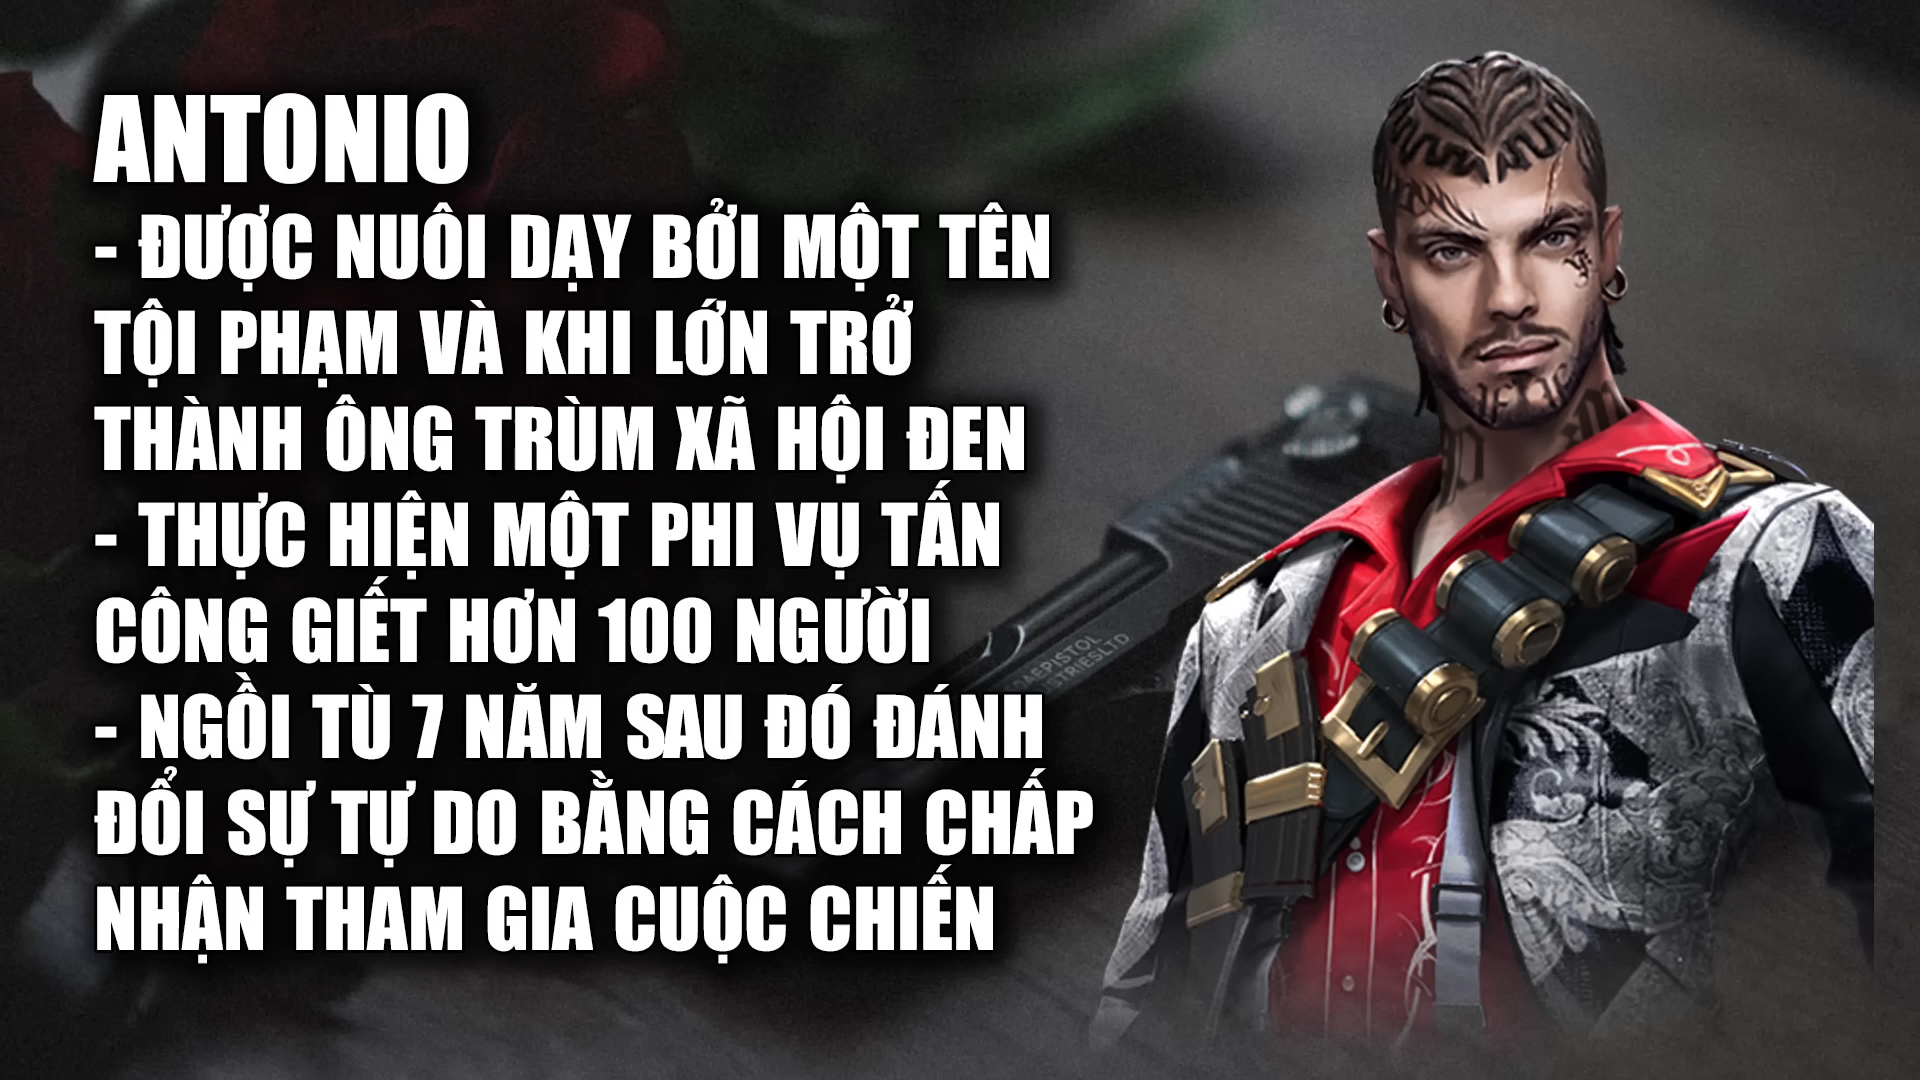 ANTONIO
- ĐƯỢC NUÔI DẠY BỞI MỘT TÊN
TỘI PHẠM VÀ KHI LỚN TRỞ
THÀNH ÔNG TRÙM XÃ HỘI ĐEN
- THỰC HIỆN MỘT PHI VỤ TẤN
CÔNG GIẾT HƠN 100 NGƯỜI
- NGỒI TÙ 7 NĂM SAU ĐÓ ĐÁNH
ĐỔI SỰ TỰ DO BẰNG CÁCH CHẤP
NHẬN THAM GIA CUỘC CHIẾN